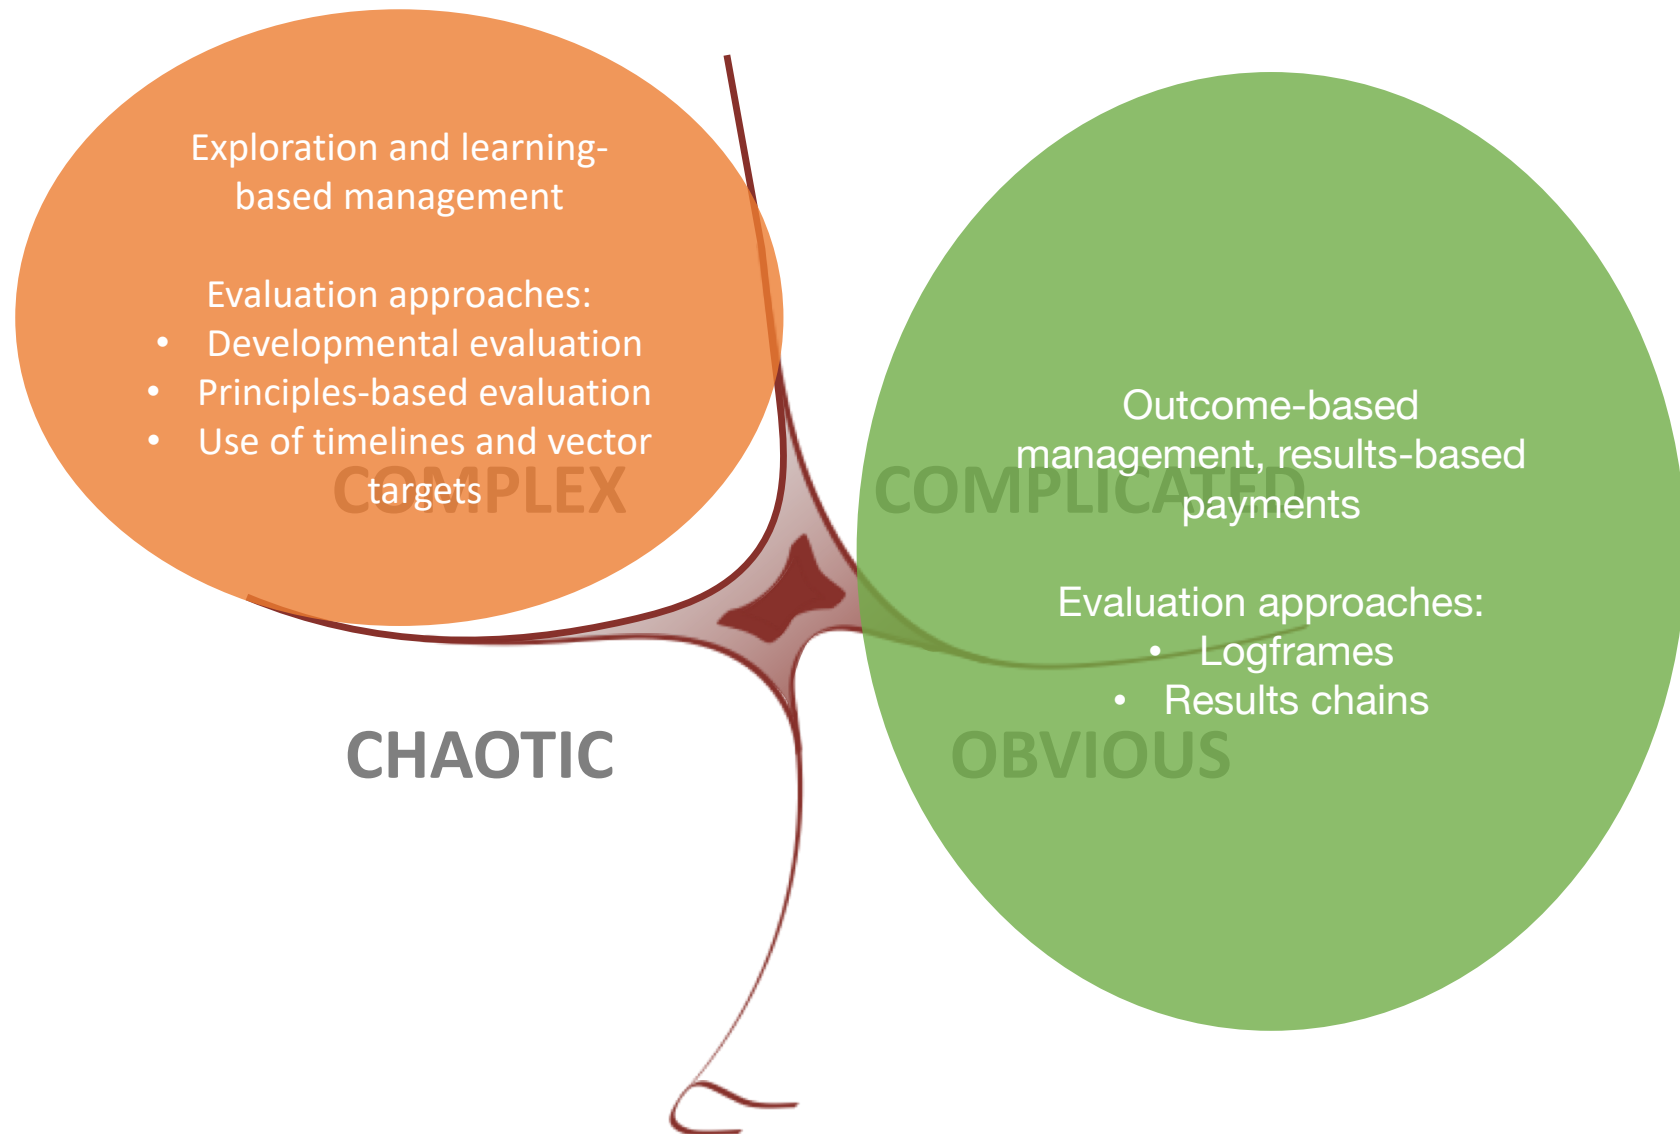 Exploration and learning-
based management
Evaluation approaches:
• Developmental evaluation
• Principles-based evaluation
• Use of timelines and vector
targets
COMPLEX
Outcome-based
management, results-based
payments
COMPLICATED
Evaluation approaches:
• Logframes
• Results chains
CHAOTIC
OBVIOUS